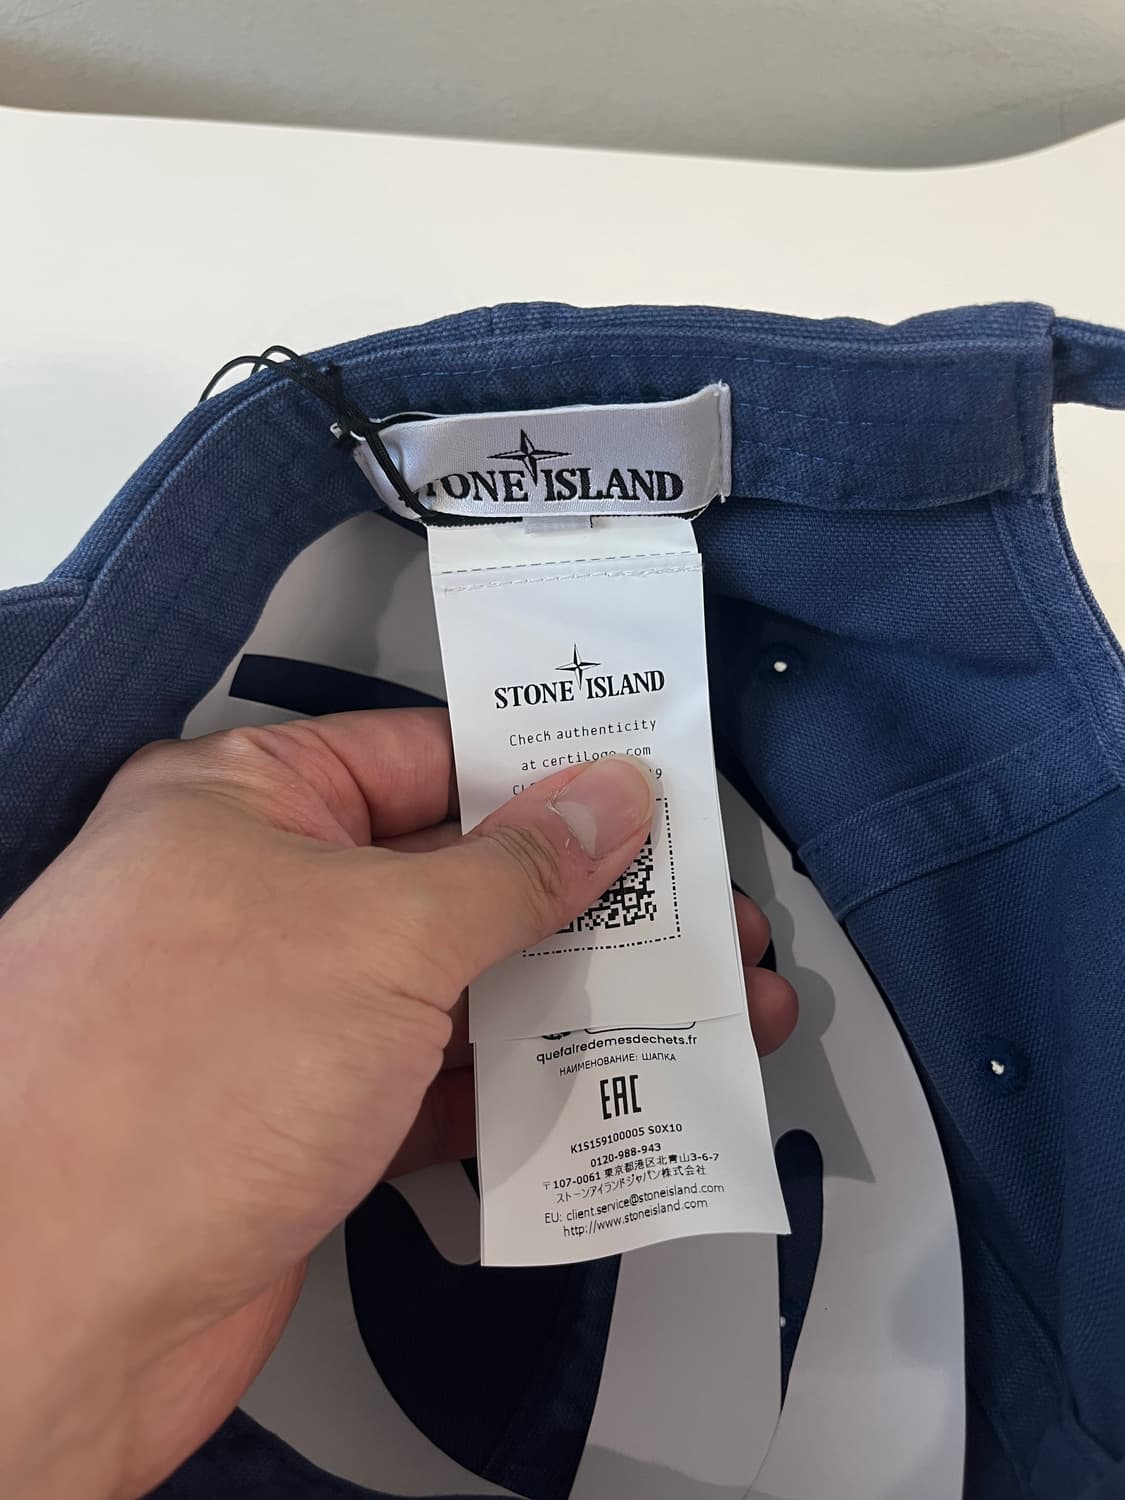 STONE ISLAND
STONE ISLAND
Check authenticity
at certilogo.com
quefairedemesdechets.fr
НАИМЕНОВАНИЕ: ШАПКА
EAC
K1S159100005 S0X10
0120-988-943
〒107-0061 東京都港区北青山3-6-7
ストーンアイランドジャパン株式会社
EU: client.service@stoneisland.com
http://www.stoneisland.com